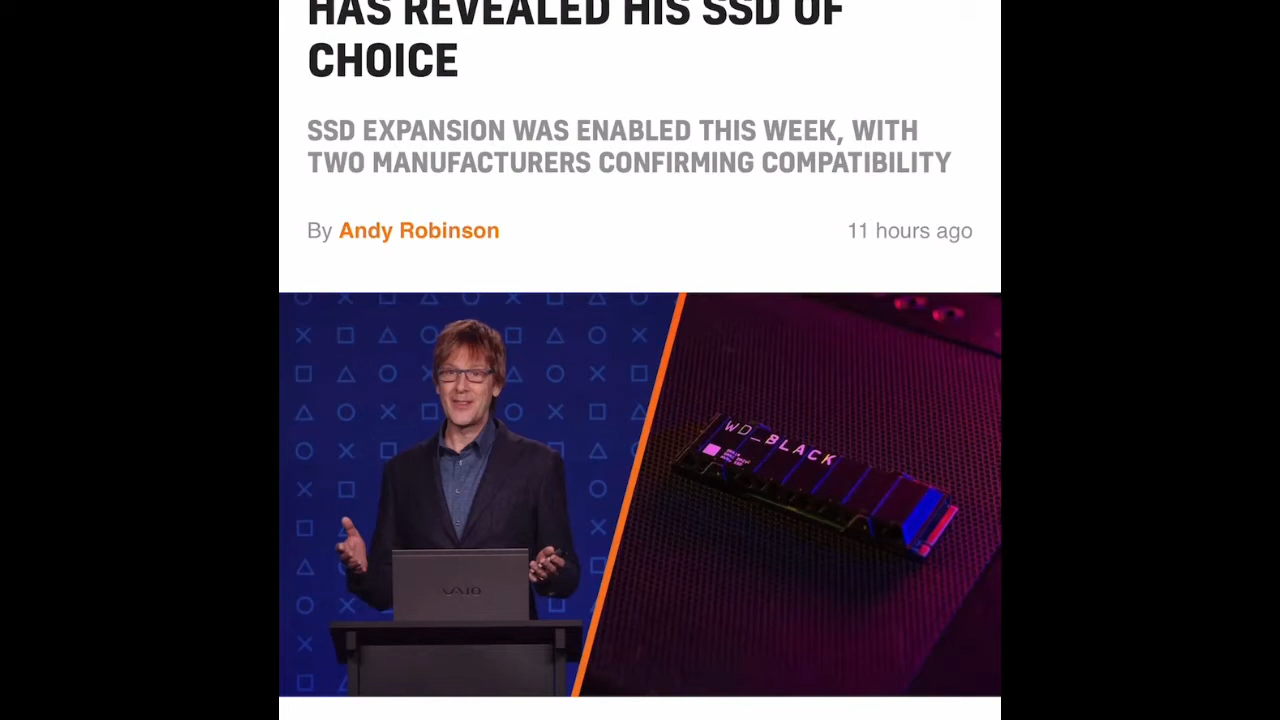 HAS REVEALED HIS SSD OF
CHOICE
SSD EXPANSION WAS ENABLED THIS WEEK, WITH
TWO MANUFACTURERS CONFIRMING COMPATIBILITY
By Andy Robinson
11 hours ago
WD_BLACK
VAIO